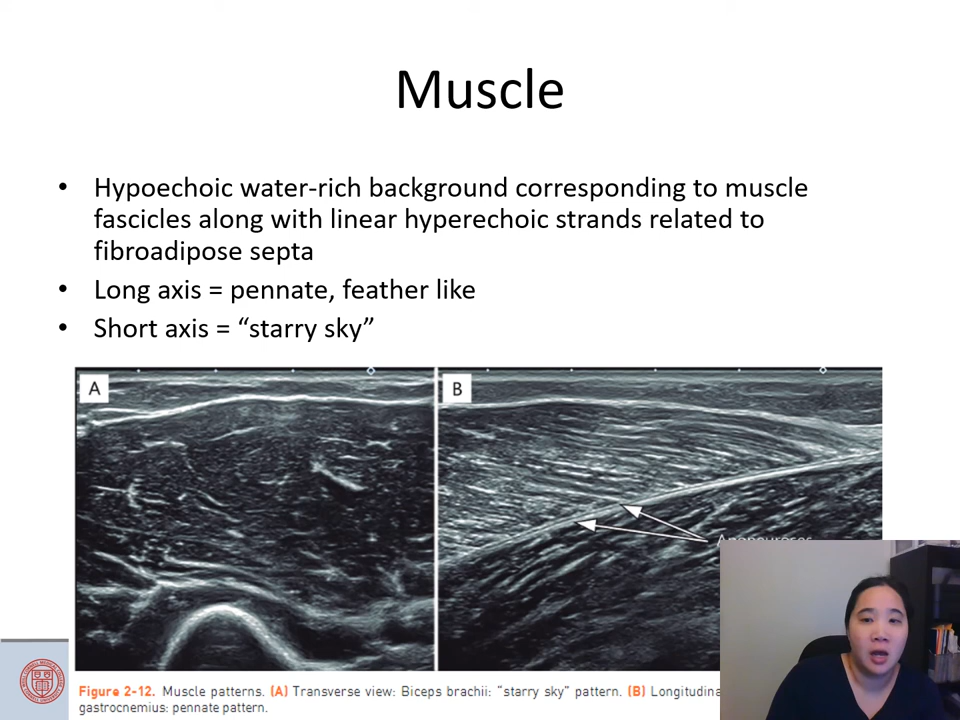 Muscle
• Hypoechoic water-rich background corresponding to muscle
fascicles along with linear hyperechoic strands related to
fibroadipose septa
• Long axis = pennate, feather like
• Short axis = “starry sky”
A
B
Figure 2-12. Muscle patterns. (A) Transverse view: Biceps brachii: “starry sky” pattern. (B)
gastrocnemius: pennate pattern.